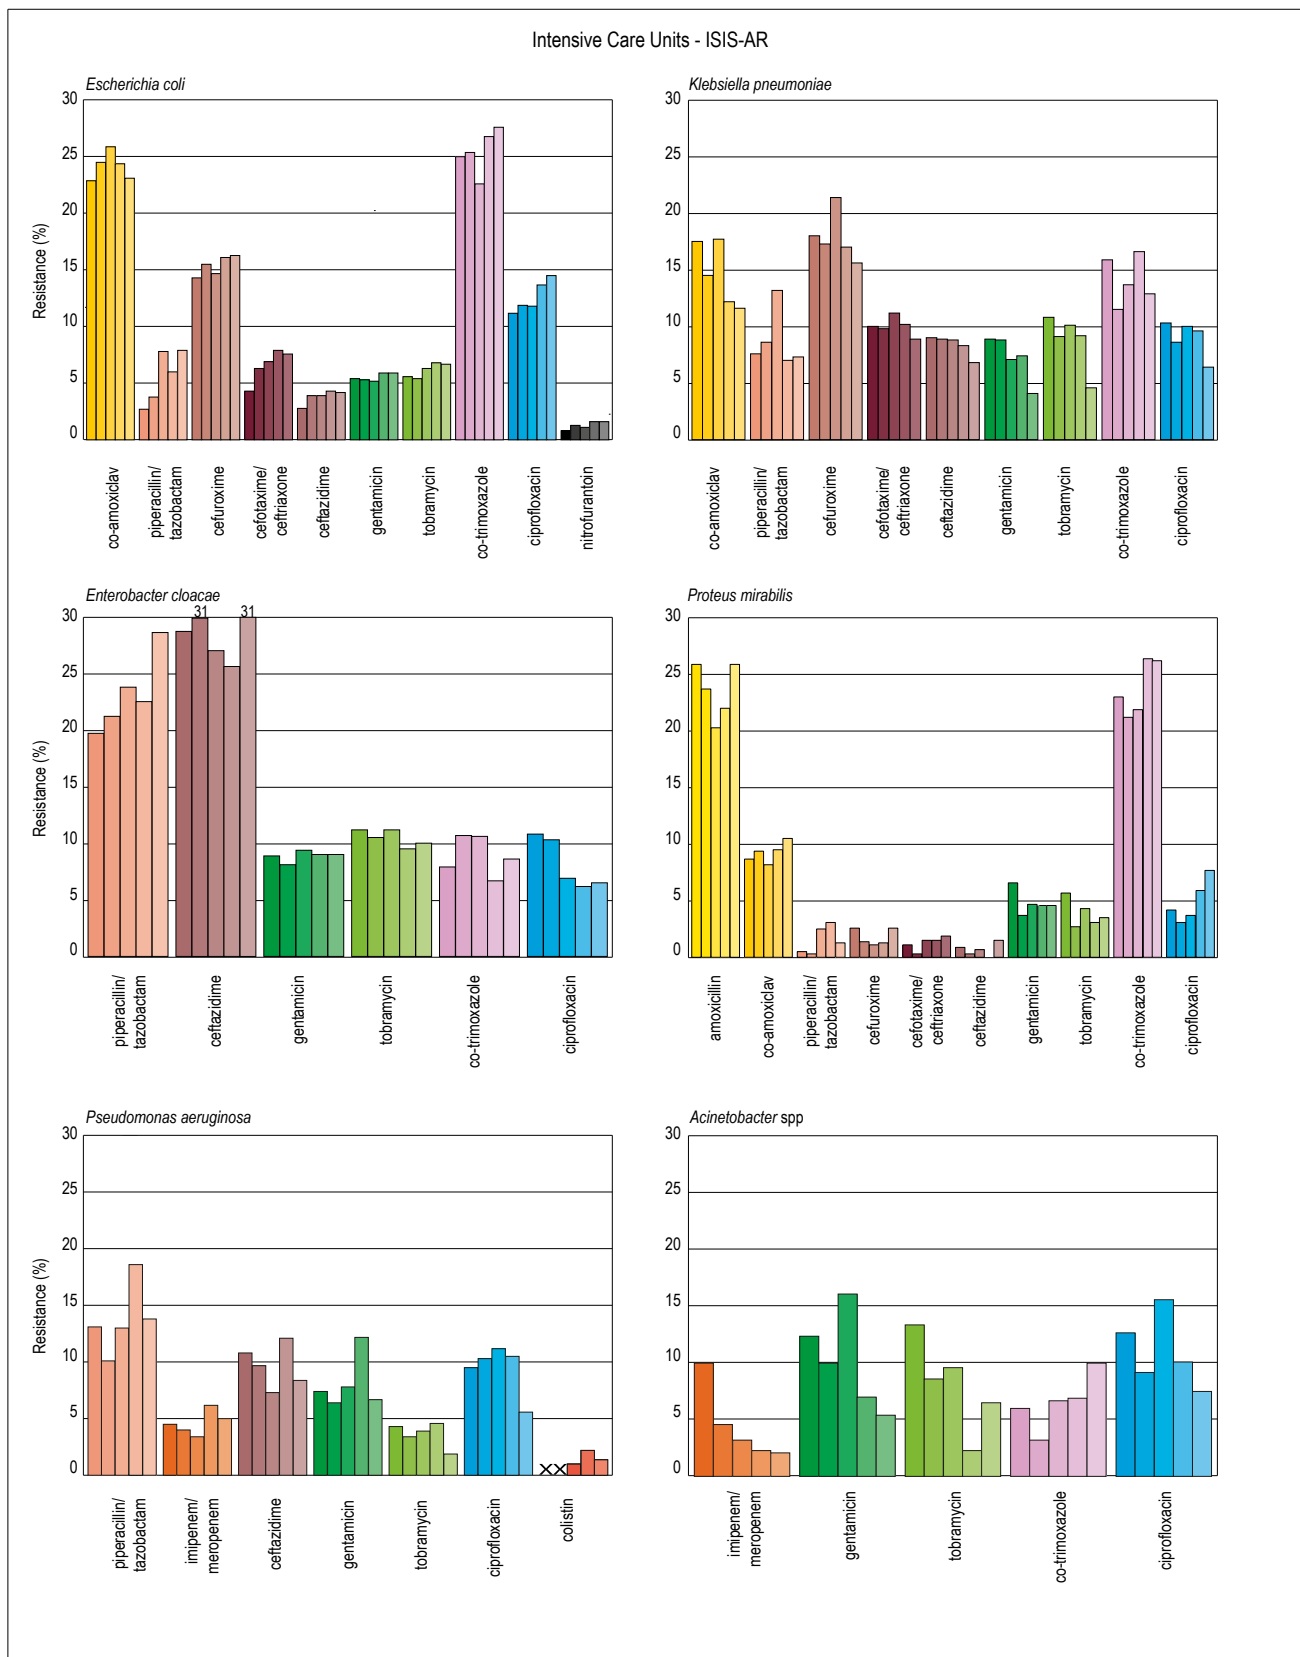 Intensive Care Units - ISIS-AR
Escherichia coli
30
25
20
15
10
5
0
Resistance (%)
co-amoxiclav
piperacillin/
tazobactam
cefuroxime
cefotaxime/
ceftriaxone
ceftazidime
gentamicin
tobramycin
co-trimoxazole
ciprofloxacin
nitrofurantoin
Klebsiella pneumoniae
30
25
20
15
10
5
0
co-amoxiclav
piperacillin/
tazobactam
cefuroxime
cefotaxime/
ceftriaxone
ceftazidime
gentamicin
tobramycin
co-trimoxazole
ciprofloxacin
Enterobacter cloacae
31
31
30
25
20
15
10
5
0
Resistance (%)
piperacillin/
tazobactam
ceftazidime
gentamicin
tobramycin
co-trimoxazole
ciprofloxacin
Proteus mirabilis
30
25
20
15
10
5
0
amoxicillin
co-amoxiclav
piperacillin/
tazobactam
cefuroxime
cefotaxime/
ceftriaxone
ceftazidime
gentamicin
tobramycin
co-trimoxazole
ciprofloxacin
Pseudomonas aeruginosa
30
25
20
15
10
5
0
Resistance (%)
XX
piperacillin/
tazobactam
imipenem/
meropenem
ceftazidime
gentamicin
tobramycin
ciprofloxacin
colistin
Acinetobacter spp
30
25
20
15
10
5
0
imipenem/
meropenem
gentamicin
tobramycin
co-trimoxazole
ciprofloxacin